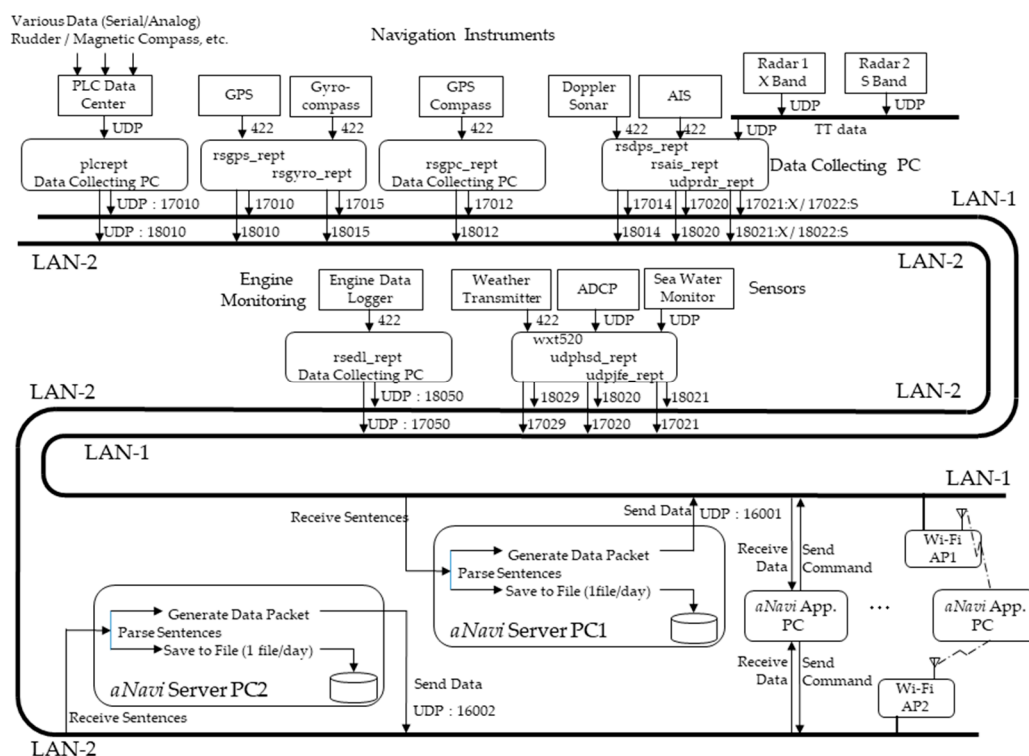 Various Data (Serial/Analog)
Rudder / Magnetic Compass, etc.
Navigation Instruments
PLC Data
Center
GPS
Gyro-
compass
GPS
Compass
Doppler
Sonar
AIS
Radar 1
X Band
Radar 2
S Band
UDP
422
422
422
422
422
UDP
UDP
UDP
TT data
plcrept
Data Collecting PC
rsgps_rept
rsgyro_rept
rsgpc_rept
Data Collecting PC
rsdps_rept
rsais_rept
udprdr_rept
Data Collecting PC
UDP : 17010
17010
17015
17012
17014
17020
17021:X / 17022:S
LAN-1
UDP : 18010
18010
18015
18012
18014
18020
18021:X / 18022:S
LAN-2
LAN-2
Engine
Monitoring
Engine Data
Logger
Weather
Transmitter
ADCP
Sea Water
Monitor
Sensors
422
422
UDP
UDP
rsedl_rept
Data Collecting PC
wxt520
udphsd_rept
udpjfe_rept
LAN-2
UDP : 18050
18029
18020
18021
LAN-2
UDP : 17050
17029
17020
17021
LAN-1
LAN-1
Receive Sentences
Send Data
UDP : 16001
Generate Data Packet
Parse Sentences
Save to File (1file/day)
aNavi Server PC1
Receive
Data
Send
Command
Wi-Fi
AP1
aNavi App.
PC
...
aNavi App.
PC
Generate Data Packet
Parse Sentences
Save to File (1 file/day)
aNavi Server PC2
Receive Sentences
Send Data
UDP : 16002
Receive
Data
Send
Command
Wi-Fi
AP2
LAN-2